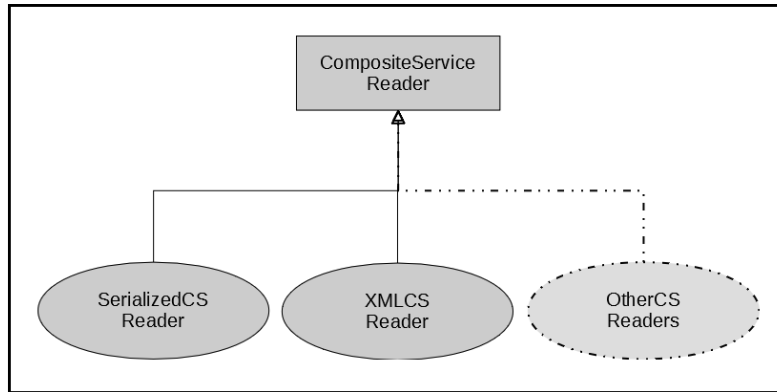 CompositeService
Reader
SerializedCS
Reader
XMLCS
Reader
OtherCS
Readers